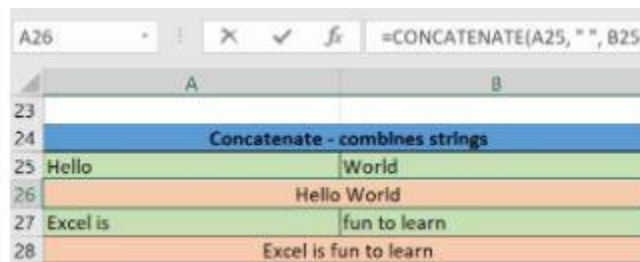 A26 fx =CONCATENATE(A25, " ", B25
A B
23
24 Concatenate - combines strings
25 Hello World
26 Hello World
27 Excel is fun to learn
28 Excel is fun to learn